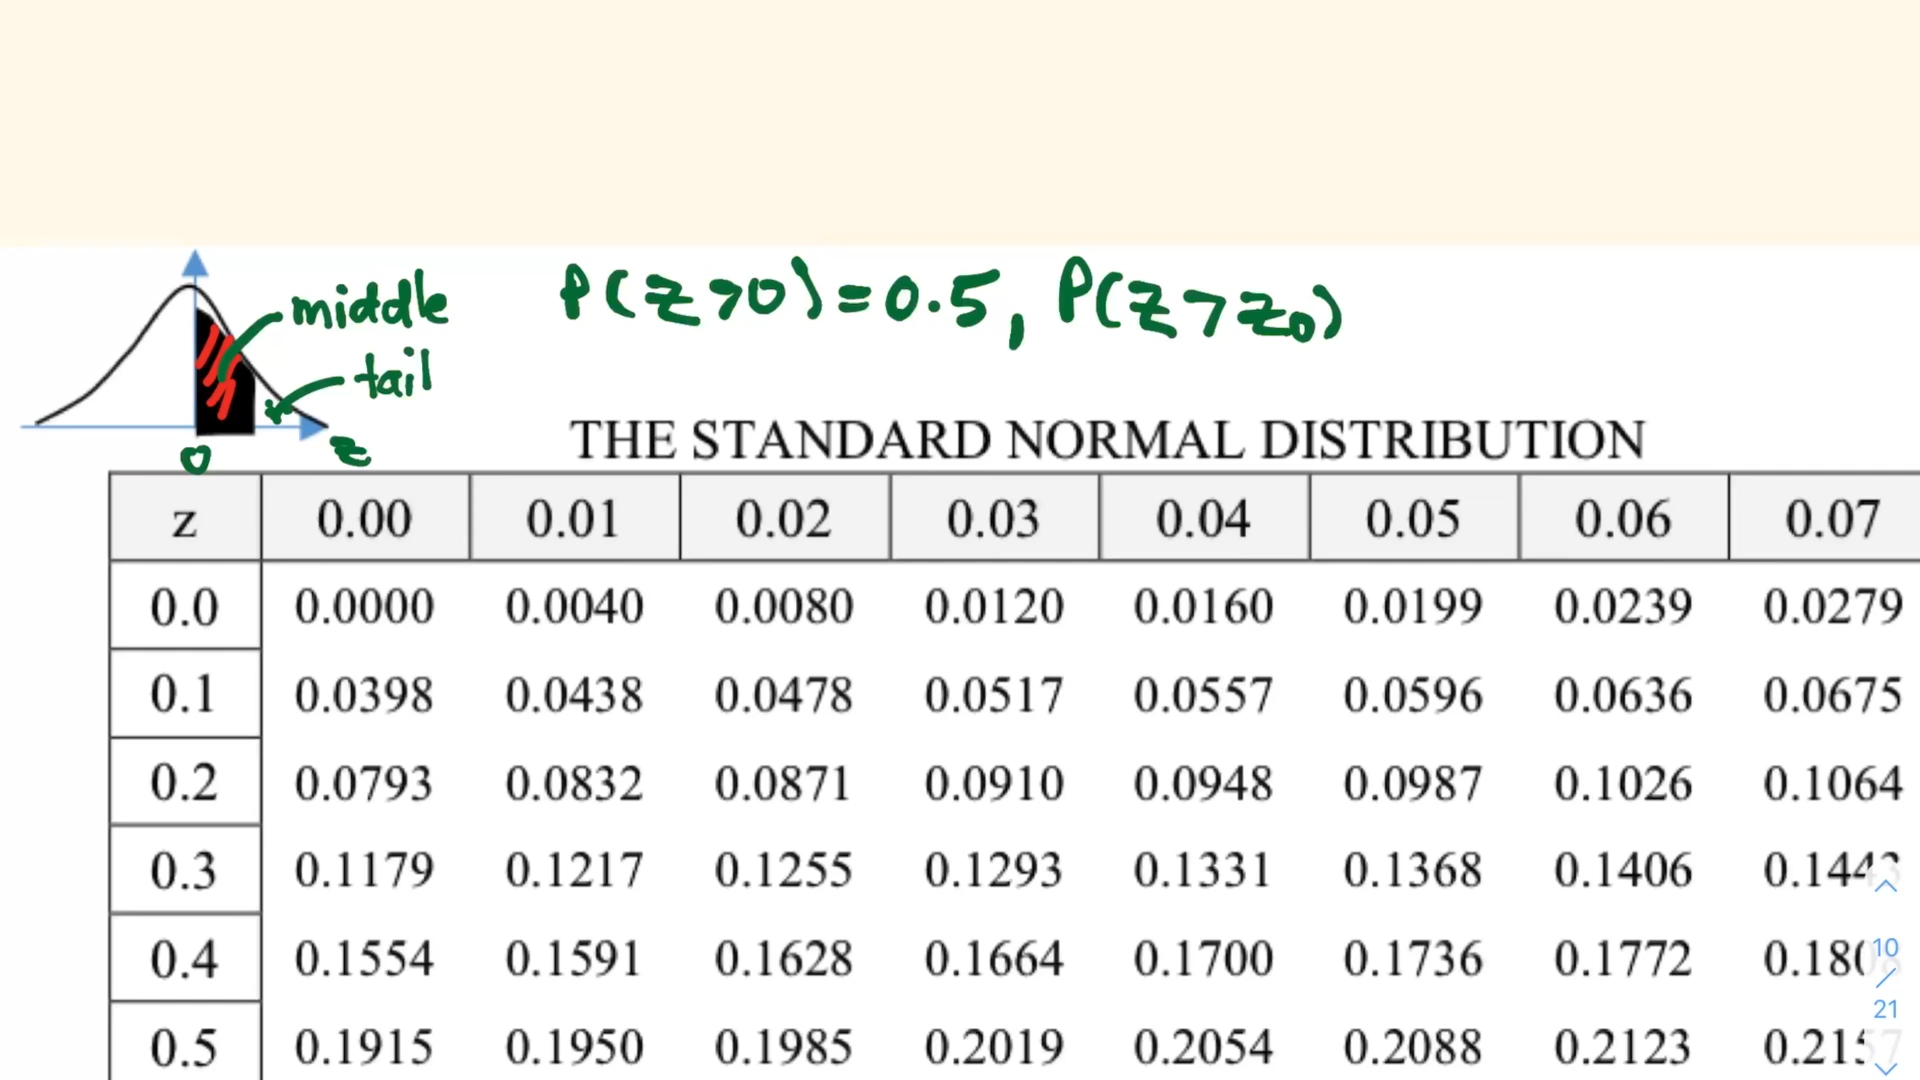 middle
P(z>0)=0.5, P(z>z₀)
tail
0
z
THE STANDARD NORMAL DISTRIBUTION
z 0.00 0.01 0.02 0.03 0.04 0.05 0.06 0.07
0.0 0.0000 0.0040 0.0080 0.0120 0.0160 0.0199 0.0239 0.0279
0.1 0.0398 0.0438 0.0478 0.0517 0.0557 0.0596 0.0636 0.0675
0.2 0.0793 0.0832 0.0871 0.0910 0.0948 0.0987 0.1026 0.1064
0.3 0.1179 0.1217 0.1255 0.1293 0.1331 0.1368 0.1406 0.1443
0.4 0.1554 0.1591 0.1628 0.1664 0.1700 0.1736 0.1772 0.1808
0.5 0.1915 0.1950 0.1985 0.2019 0.2054 0.2088 0.2123 0.2157
10
/
21